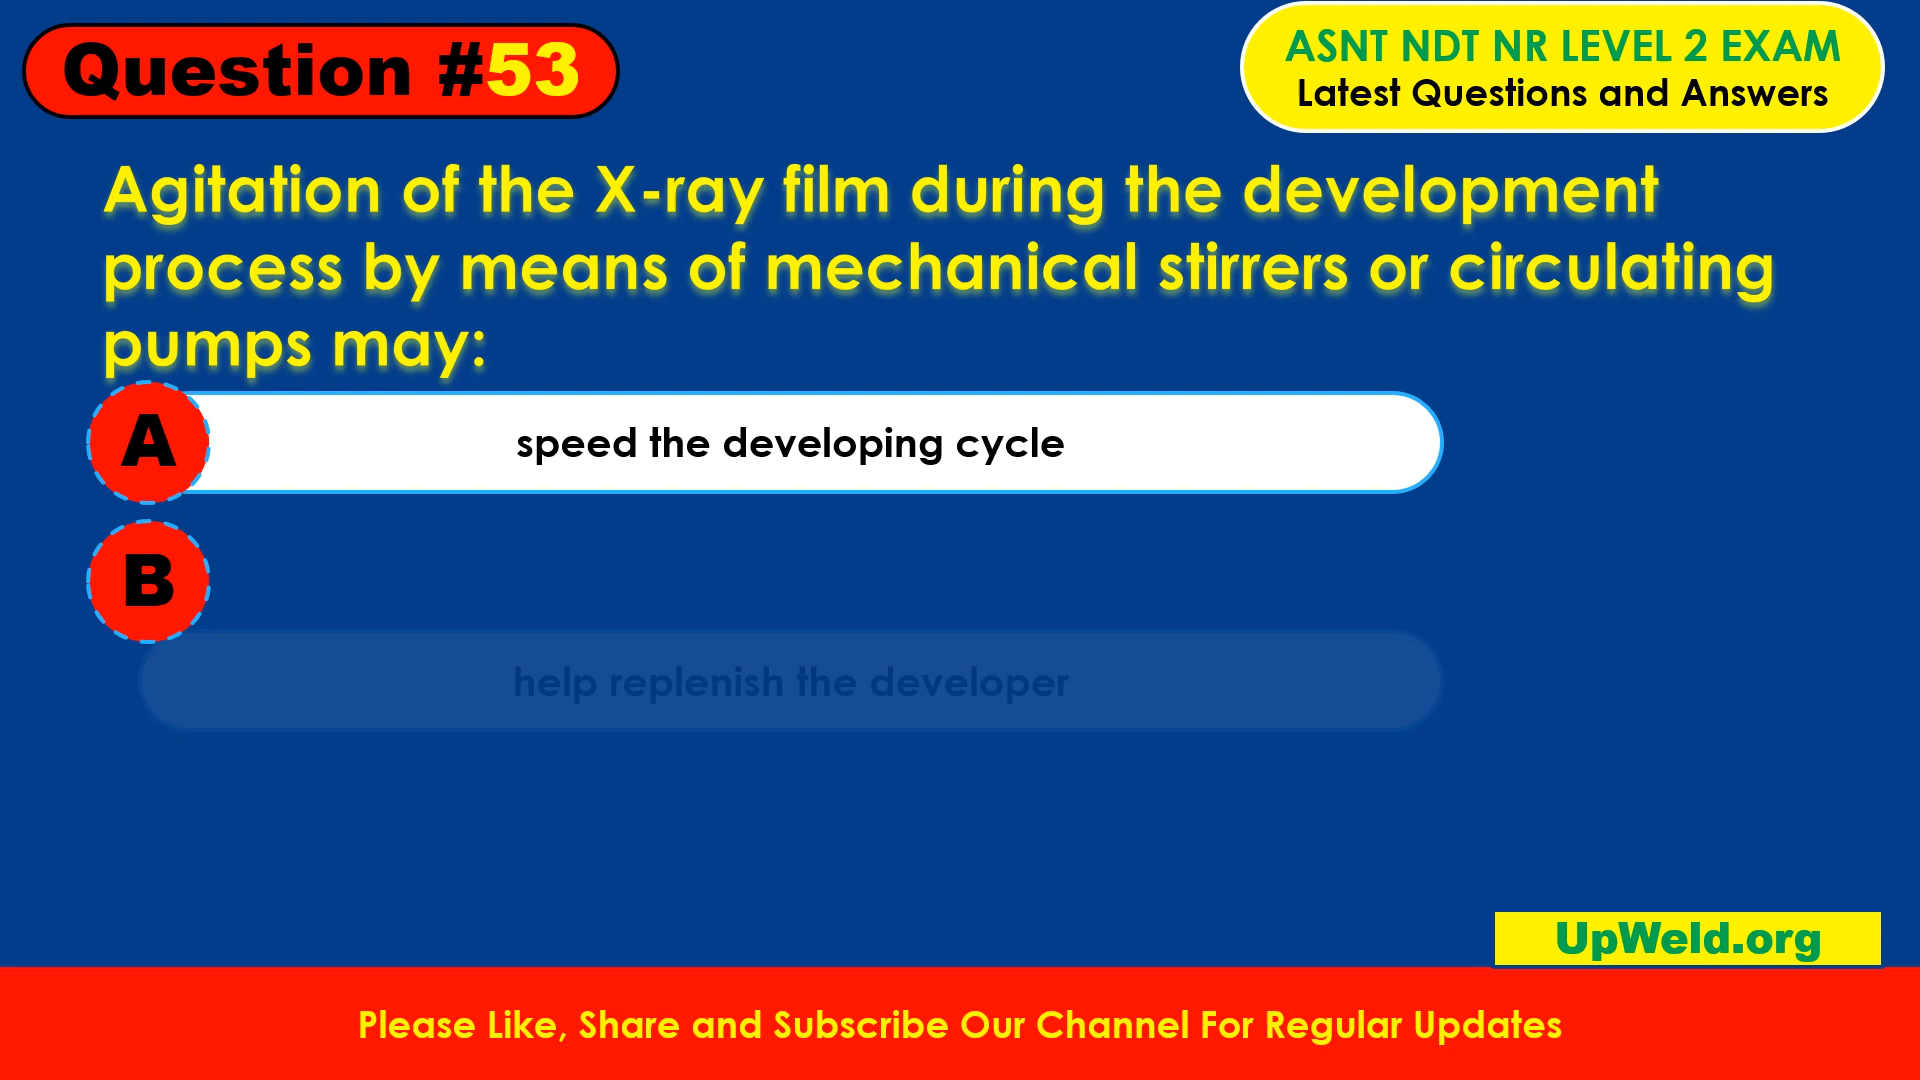 Question #53
ASNT NDT NR LEVEL 2 EXAM
Latest Questions and Answers
Agitation of the X-ray film during the development
process by means of mechanical stirrers or circulating
pumps may:
A
speed the developing cycle
B
help replenish the developer
UpWeld.org
Please Like, Share and Subscribe Our Channel For Regular Updates